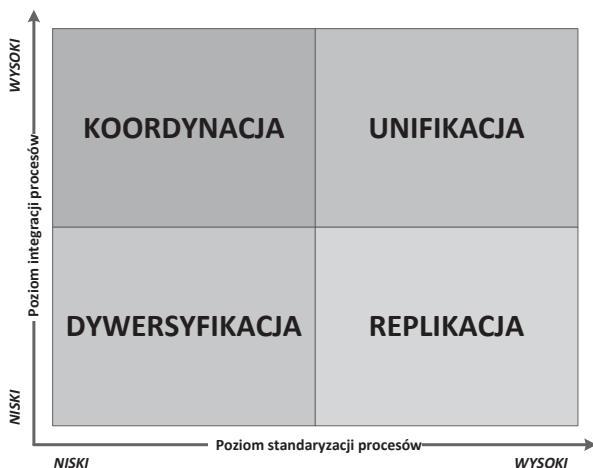 WYSOKI
KOORDYNACJA
UNIFIKACJA
Poziom integracji procesów
DYWERSYFIKACJA
REPLIKACJA
NISKI
Poziom standaryzacji procesów
NISKI
WYSOKI